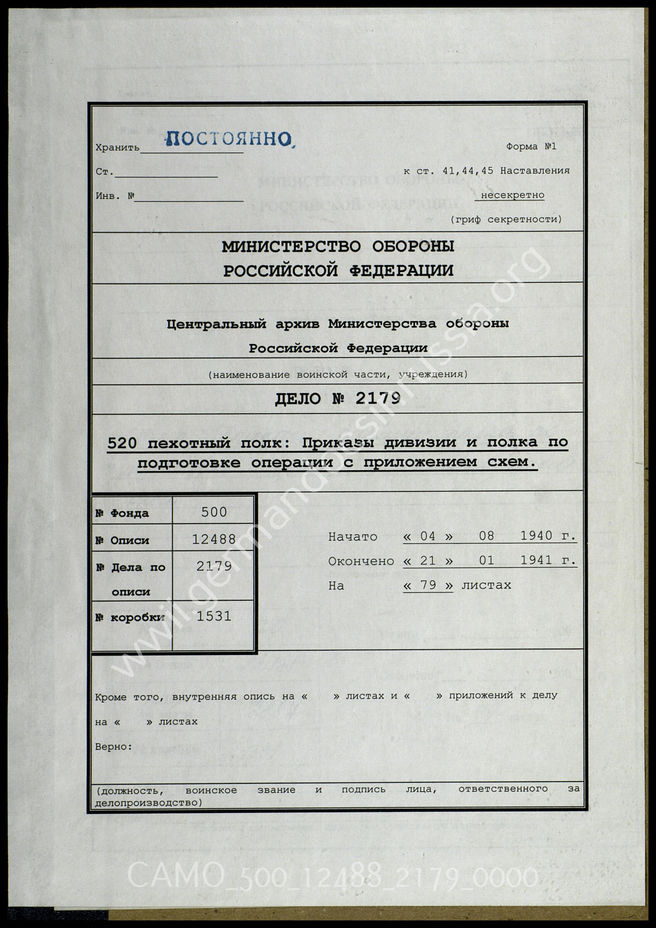 Хранить ПОСТОЯННО,
Форма №1
Ст.
к ст. 41,44,45 Наставления
Инв. №
несекретно
(гриф секретности)
МИНИСТЕРСТВО ОБОРОНЫ
РОССИЙСКОЙ ФЕДЕРАЦИИ
Центральный архив Министерства обороны
Российской Федерации
(наименование воинской части, учреждения)
ДЕЛО № 2179
520 пехотный полк: Приказы дивизии и полка по
подготовке операции с приложением схем.
№ Фонда 500
№ Описи 12488
№ Дела по описи 2179
№ коробки 1531
Начато « 04 » 08 1940 г.
Окончено « 21 » 01 1941 г.
На « 79 » листах
Кроме того, внутренняя опись на « » листах и « » приложений к делу
на « » листах
Верно:
(должность, воинское звание и подпись лица, ответственного за
делопроизводство)
www.germandocsinrussia.org
CAMO_500_12488_2179_0000